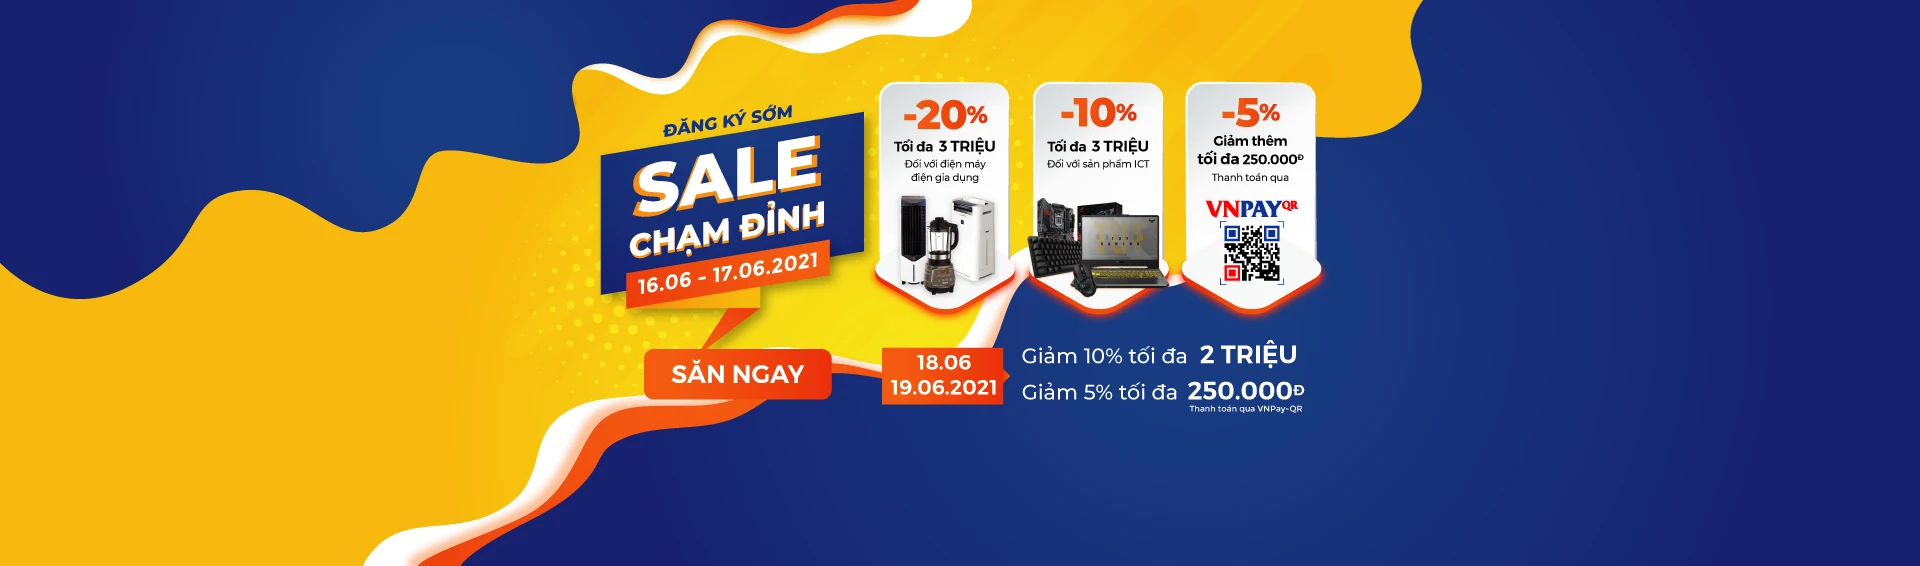 ĐĂNG KÝ SỚM
SALE
CHẠM ĐỈNH
16.06 - 17.06.2021
SĂN NGAY
-20%
Tối đa 3 TRIỆU
Đối với điện máy
điện gia dụng
-10%
Tối đa 3 TRIỆU
Đối với sản phẩm ICT
-5%
Giảm thêm
tối đa 250.000Đ
Thanh toán qua
VNPAYQR
18.06
19.06.2021
Giảm 10% tối đa 2 TRIỆU
Giảm 5% tối đa 250.000Đ
Thanh toán qua VNPay-QR